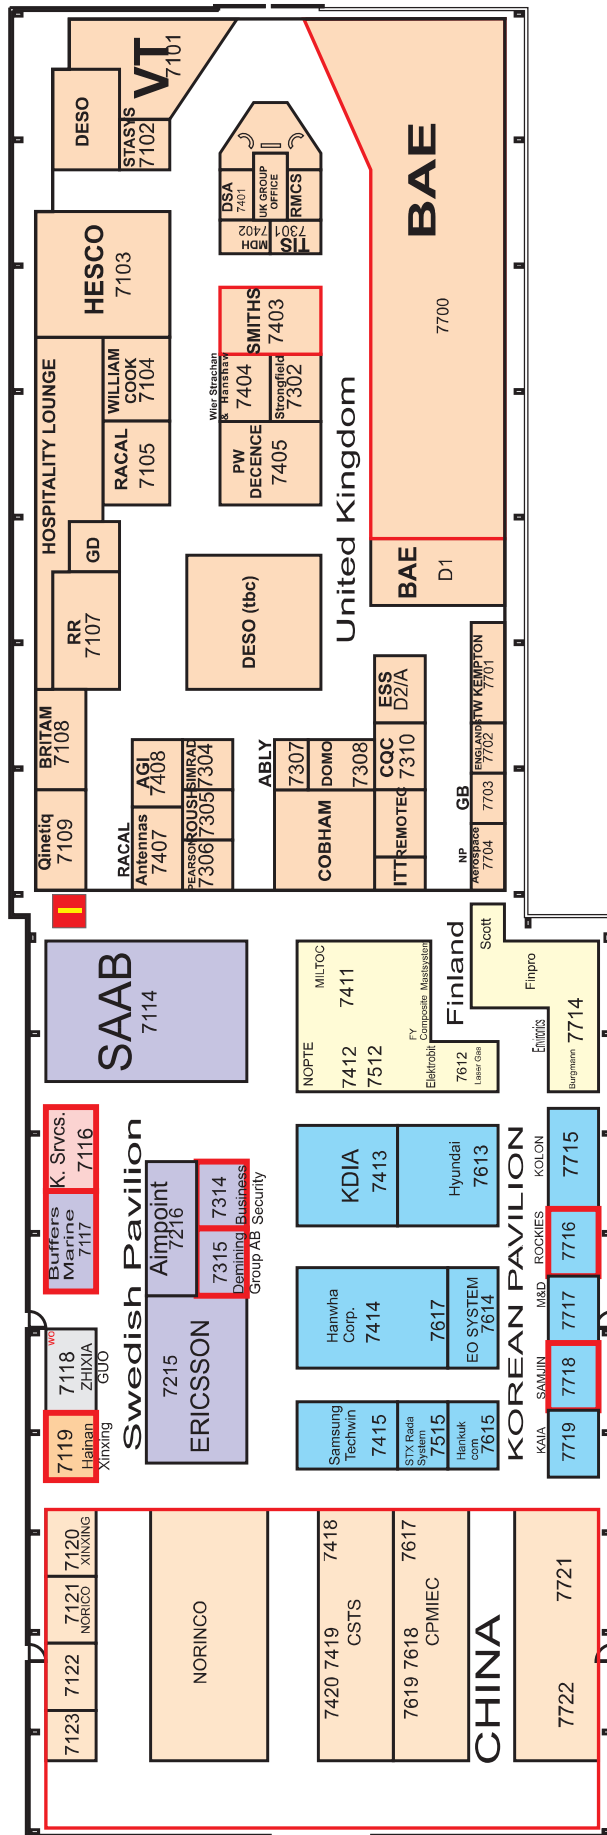 VT
7101
DESO
STASYS
7102
DSA
7401
UK GROUP
OFFICE
RMCS
MDH
7402
TIS
7301
BAE
7700
HESCO
7103
SMITHS
7403
HOSPITALITY LOUNGE
WILLIAM
COOK
7104
Wier Strachan
& Hanshaw
7404
Strongfield
7302
RACAL
7105
PW
DECENCE
7405
United Kingdom
GD
RR
7107
DESO (tbc)
BAE
D1
BRITAM
7108
ESS
D2/A
TW KEMPTON
7701
AGI
7408
SIMRAD
7304
ABLY
7307
DOMO
7308
CQC
7310
ENGLANDS
7702
Qinetiq
7109
RACAL
Antennas
7407
ROUSH
7305
PEARSON
7306
COBHAM
REMOTEC
ITT
GB
7703
NP
Aerospace
7704
SAAB
7114
MILTOC
7411
NOPTE
7412
7512
FY
Composite Mastsystem
Elektrobit
7612
Laser Gas
Finland
Scott
Finpro
Environics
Burgmann
7714
K. Srvcs.
7116
Buffers
Marine
7117
Swedish Pavilion
Aimpoint
7216
7314
Business
Security
7315
Demining
Group AB
ERICSSON
7215
KDIA
7413
Hyundai
7613
KOREAN PAVILION
KOLON
7715
ROCKIES
7716
M&D
7717
SAMJIN
7718
KAIA
7719
Hanwha
Corp.
7414
7617
EO SYSTEM
7614
Samsung
Techwin
7415
STX Rada
System
7515
Hankuk
com
7615
WO
7118
ZHIXIA
GUO
7119
Hainan
Xinxing
7120
XINXING
7121
NORICO
7122
7123
NORINCO
7418
7420 7419
CSTS
7617
7619 7618
CPMIEC
CHINA
7721
7722